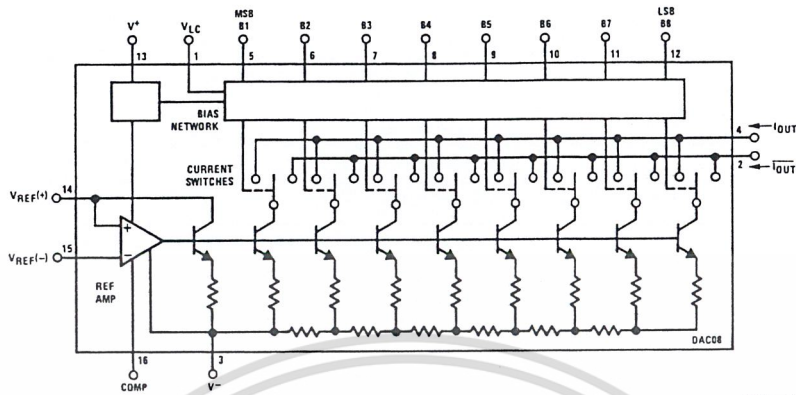 V+
VLC
MSB
B1
B2
B3
B4
B5
B6
B7
LSB
B8
13
1
5
6
7
8
9
10
11
12
BIAS
NETWORK
4
IOUT
CURRENT
SWITCHES
2
IOUT
VREF(+)
14
+
VREF(−)
15
−
REF
AMP
16
COMP
3
V−
DAC08